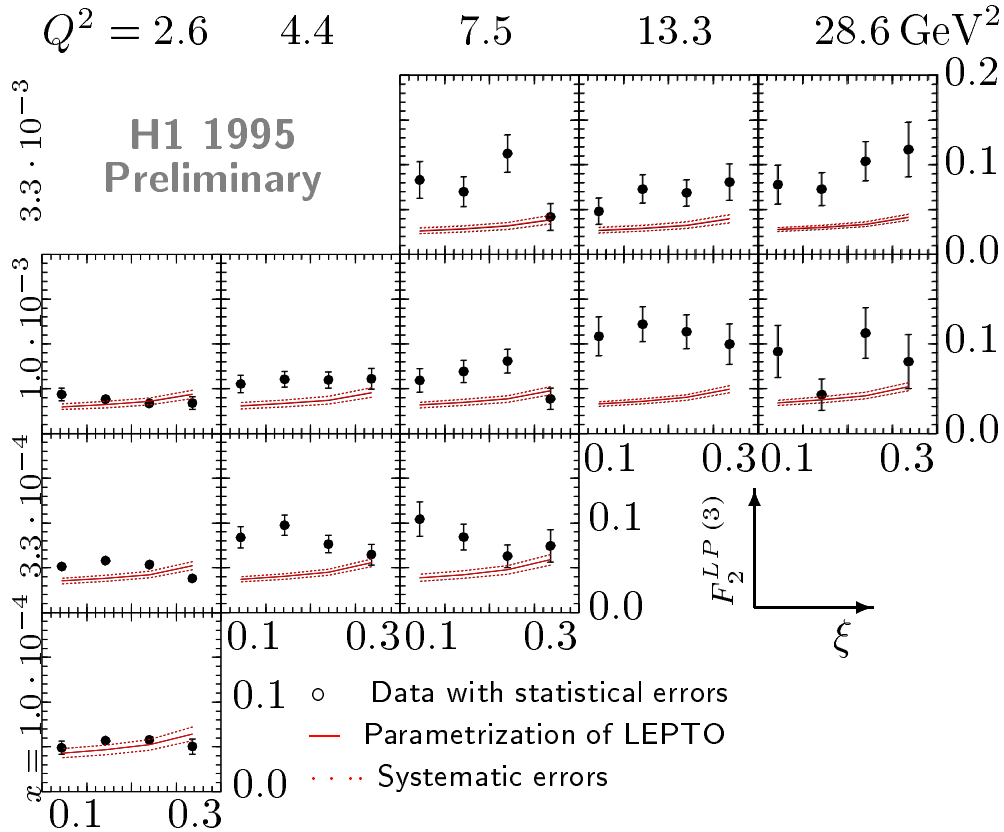 Q² = 2.6 4.4 7.5 13.3 28.6 GeV²
H1 1995
Preliminary
3.3 · 10⁻³
0.2
0.1
0.0
1.0 · 10⁻³
0.1
0.0
0.1 0.3 0.1 0.3
3.3 · 10⁻⁴
0.1
0.0
F₂^{LP (3)}
ξ
0.1 0.3 0.1 0.3
x = 1.0 · 10⁻⁴
0.1
0.0
0.1 0.3
Data with statistical errors
Parametrization of LEPTO
Systematic errors